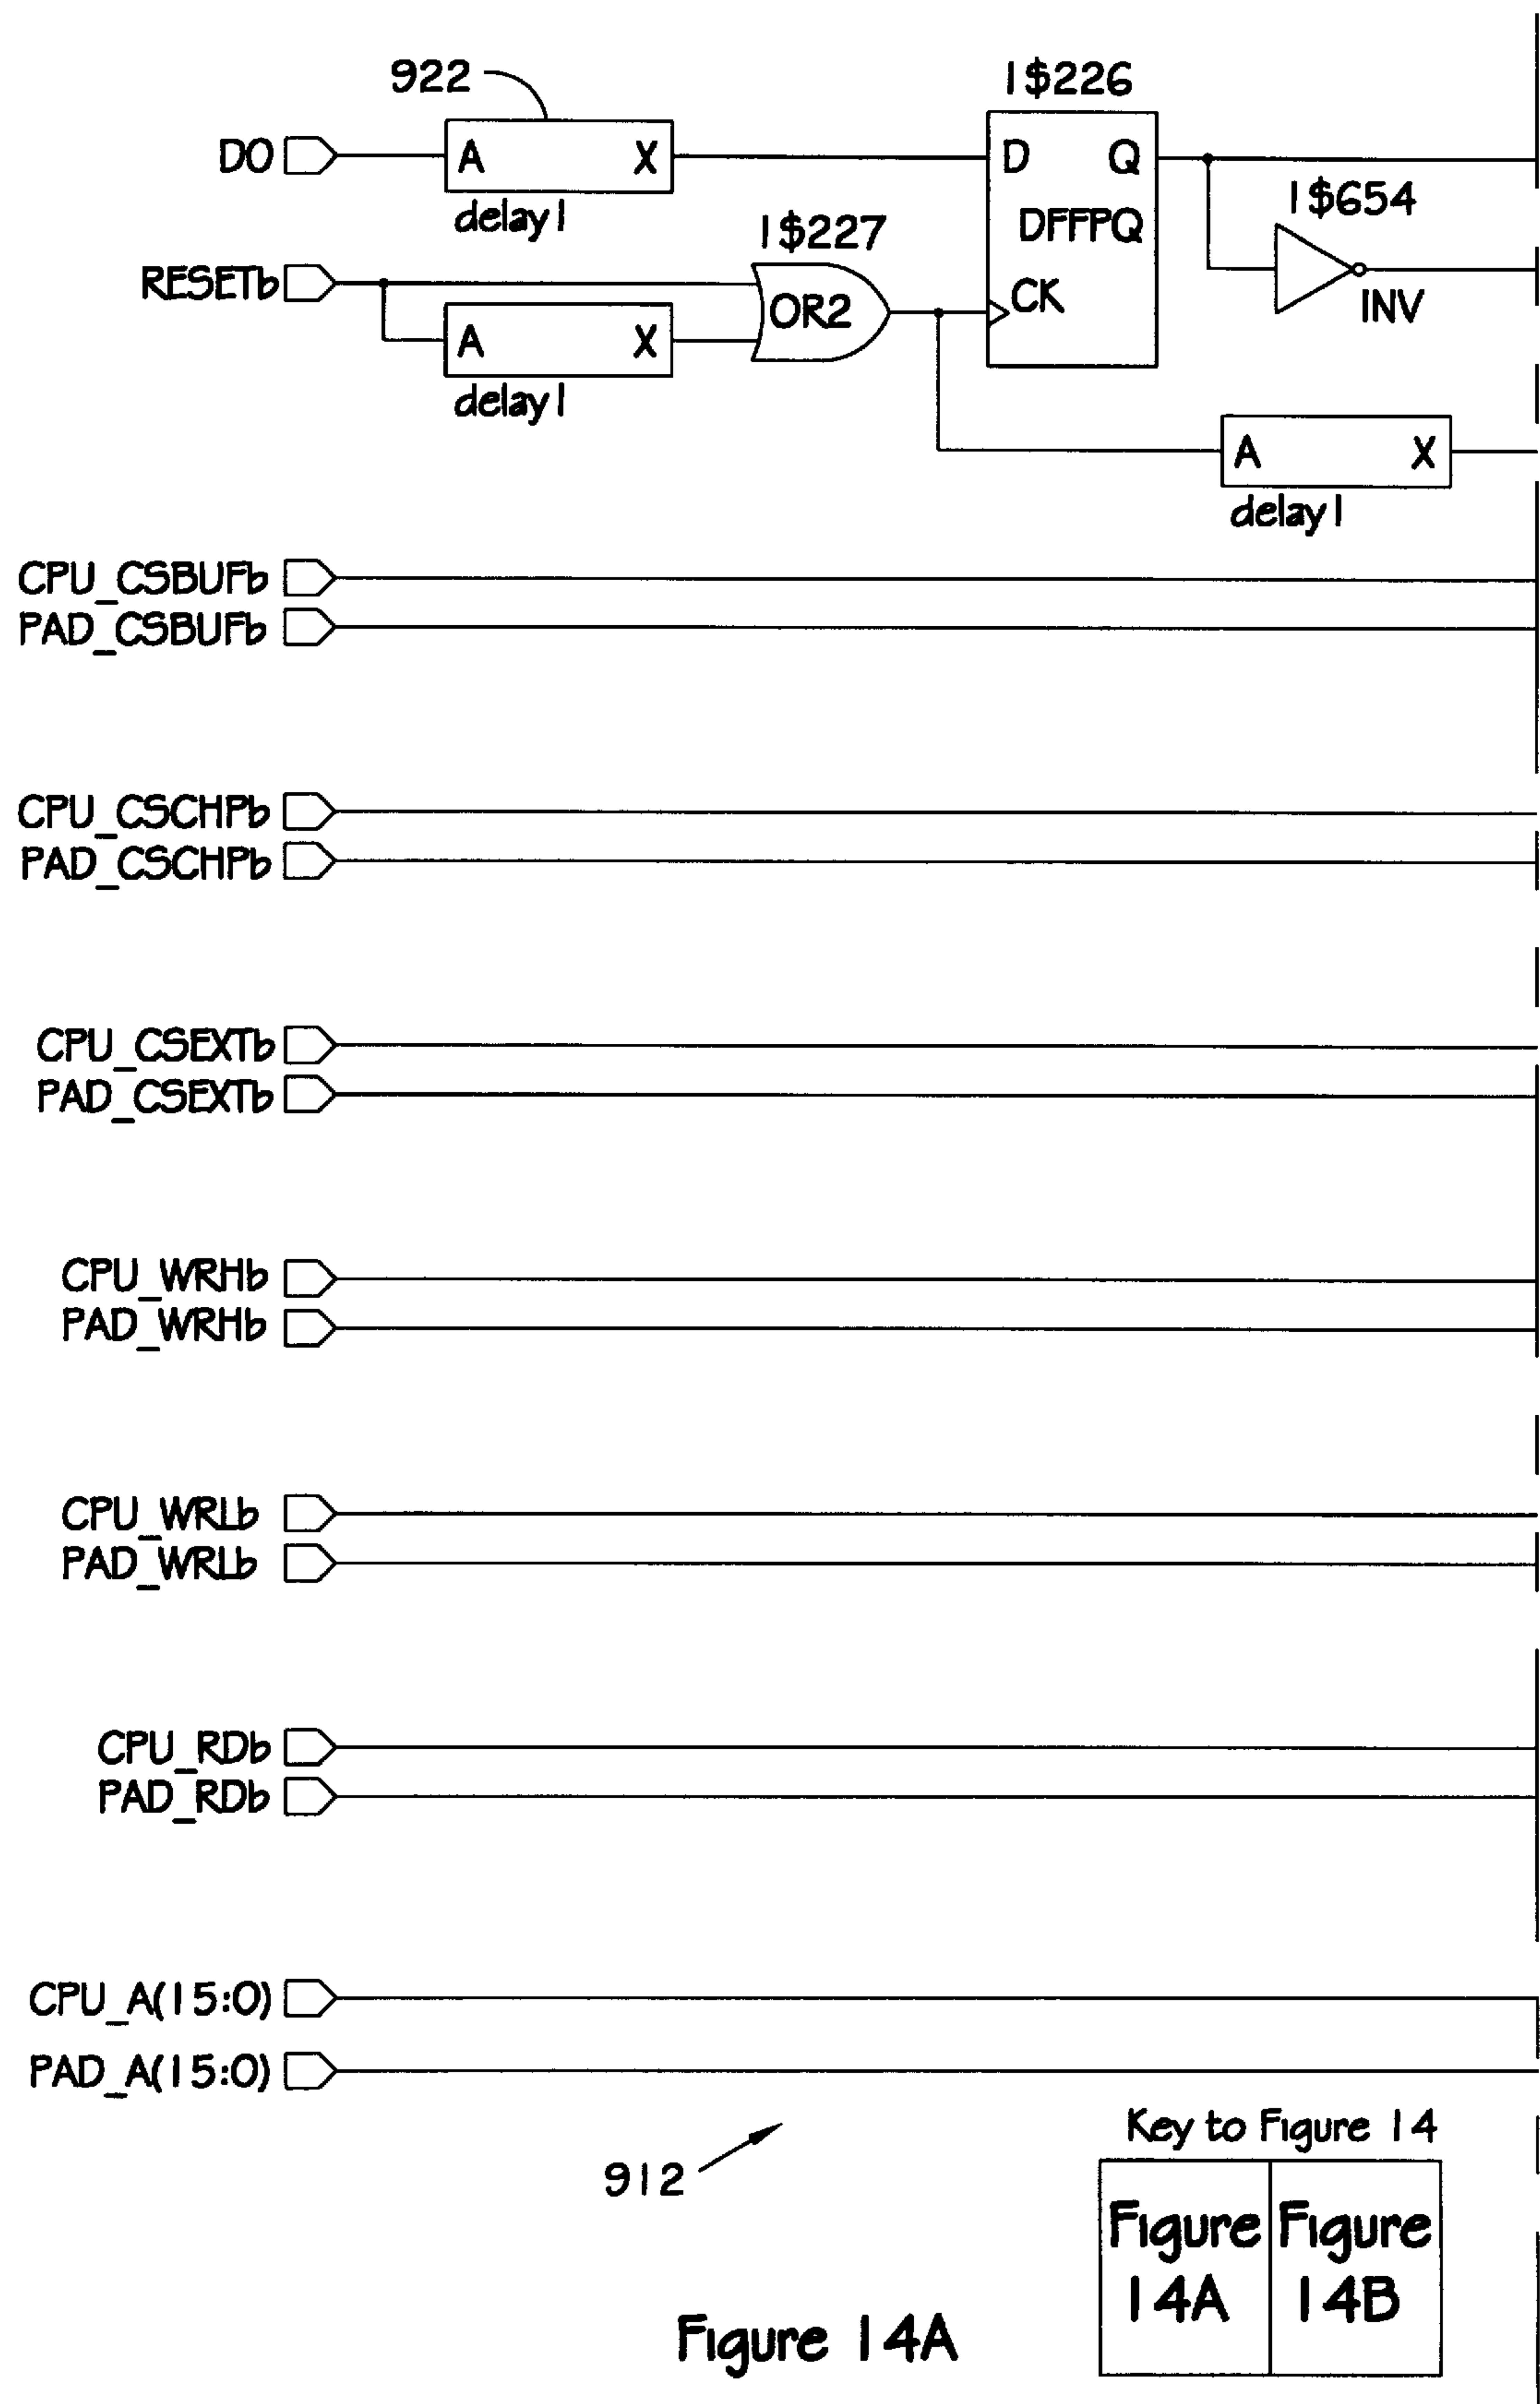 922
1$226
DO
A X
D Q
delay1
1$227
DFFPQ
1$654
RESETb
OR2
CK
INV
A X
delay1
A X
delay1
CPU_CSBUFb
PAD_CSBUFb
CPU_CSCHPb
PAD_CSCHPb
CPU_CSEXTb
PAD_CSEXTb
CPU_WRHb
PAD_WRHb
CPU_WRLb
PAD_WRLb
CPU_RDb
PAD_RDb
CPU_A(15:0)
PAD_A(15:0)
912
Key to Figure 14
Figure 14A
Figure 14B
Figure 14A